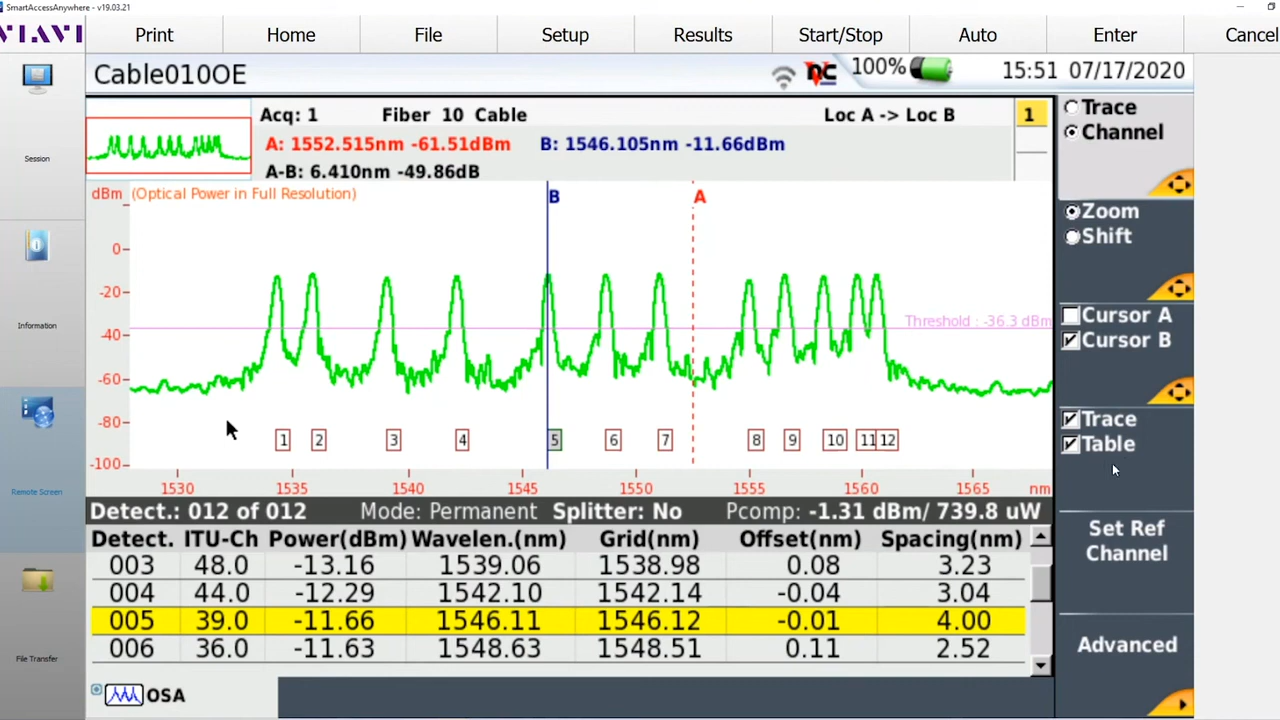 SmartAccessAnywhere - v19.03.21
VIAVI Print Home File Setup Results Start/Stop Auto Enter Cancel
Session
Information
Remote Screen
File Transfer
Cable010OE 100% 15:51 07/17/2020
Acq: 1 Fiber 10 Cable Loc A -> Loc B 1
A: 1552.515nm -61.51dBm B: 1546.105nm -11.66dBm
A-B: 6.410nm -49.86dB
dBm (Optical Power in Full Resolution)
B A
0
-20
Threshold : -36.3 dBm
-40
-60
-80
1 2 3 4 5 6 7 8 9 10 11 12
-100
1530 1535 1540 1545 1550 1555 1560 1565 nm
Detect.: 012 of 012 Mode: Permanent Splitter: No Pcomp: -1.31 dBm/ 739.8 uW
Detect. ITU-Ch Power(dBm) Wavelen.(nm) Grid(nm) Offset(nm) Spacing(nm)
003 48.0 -13.16 1539.06 1538.98 0.08 3.23
004 44.0 -12.29 1542.10 1542.14 -0.04 3.04
005 39.0 -11.66 1546.11 1546.12 -0.01 4.00
006 36.0 -11.63 1548.63 1548.51 0.11 2.52
OSA
Trace
Channel
Zoom
Shift
Cursor A
Cursor B
Trace
Table
Set Ref
Channel
Advanced